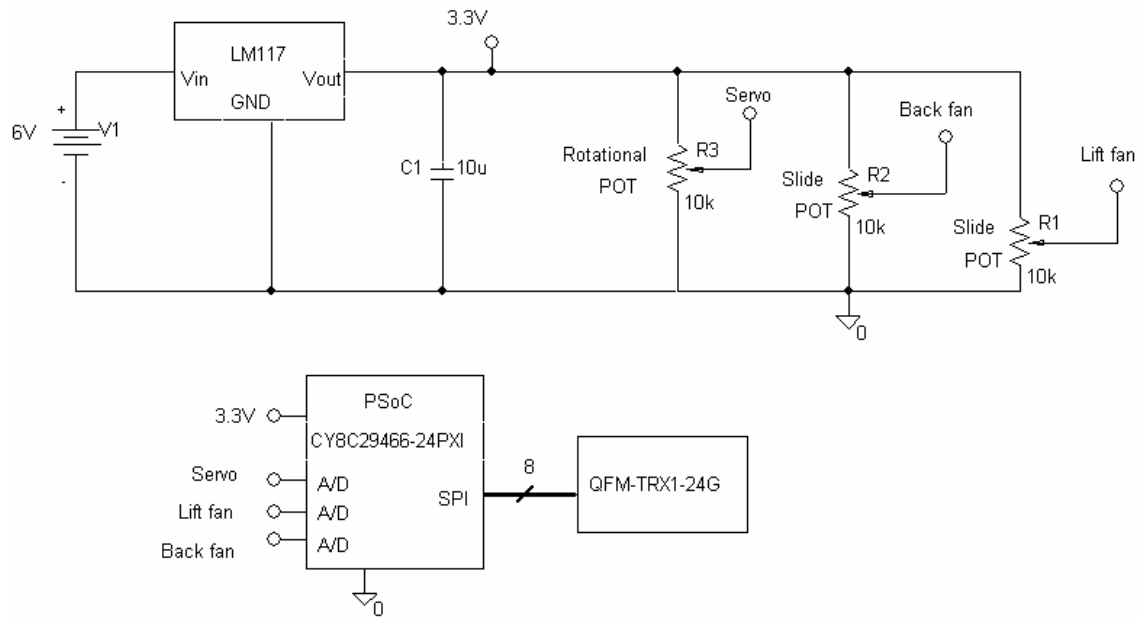 3.3V
LM117
Vin
Vout
GND
+
6V
V1
-
C1
10u
Rotational
POT
R3
10k
Servo
Slide
POT
R2
10k
Back fan
Slide
POT
R1
10k
Lift fan
0
PSoC
CY8C29466-24PXI
3.3V
Servo
A/D
Lift fan
A/D
Back fan
A/D
SPI
8
QFM-TRX1-24G
0